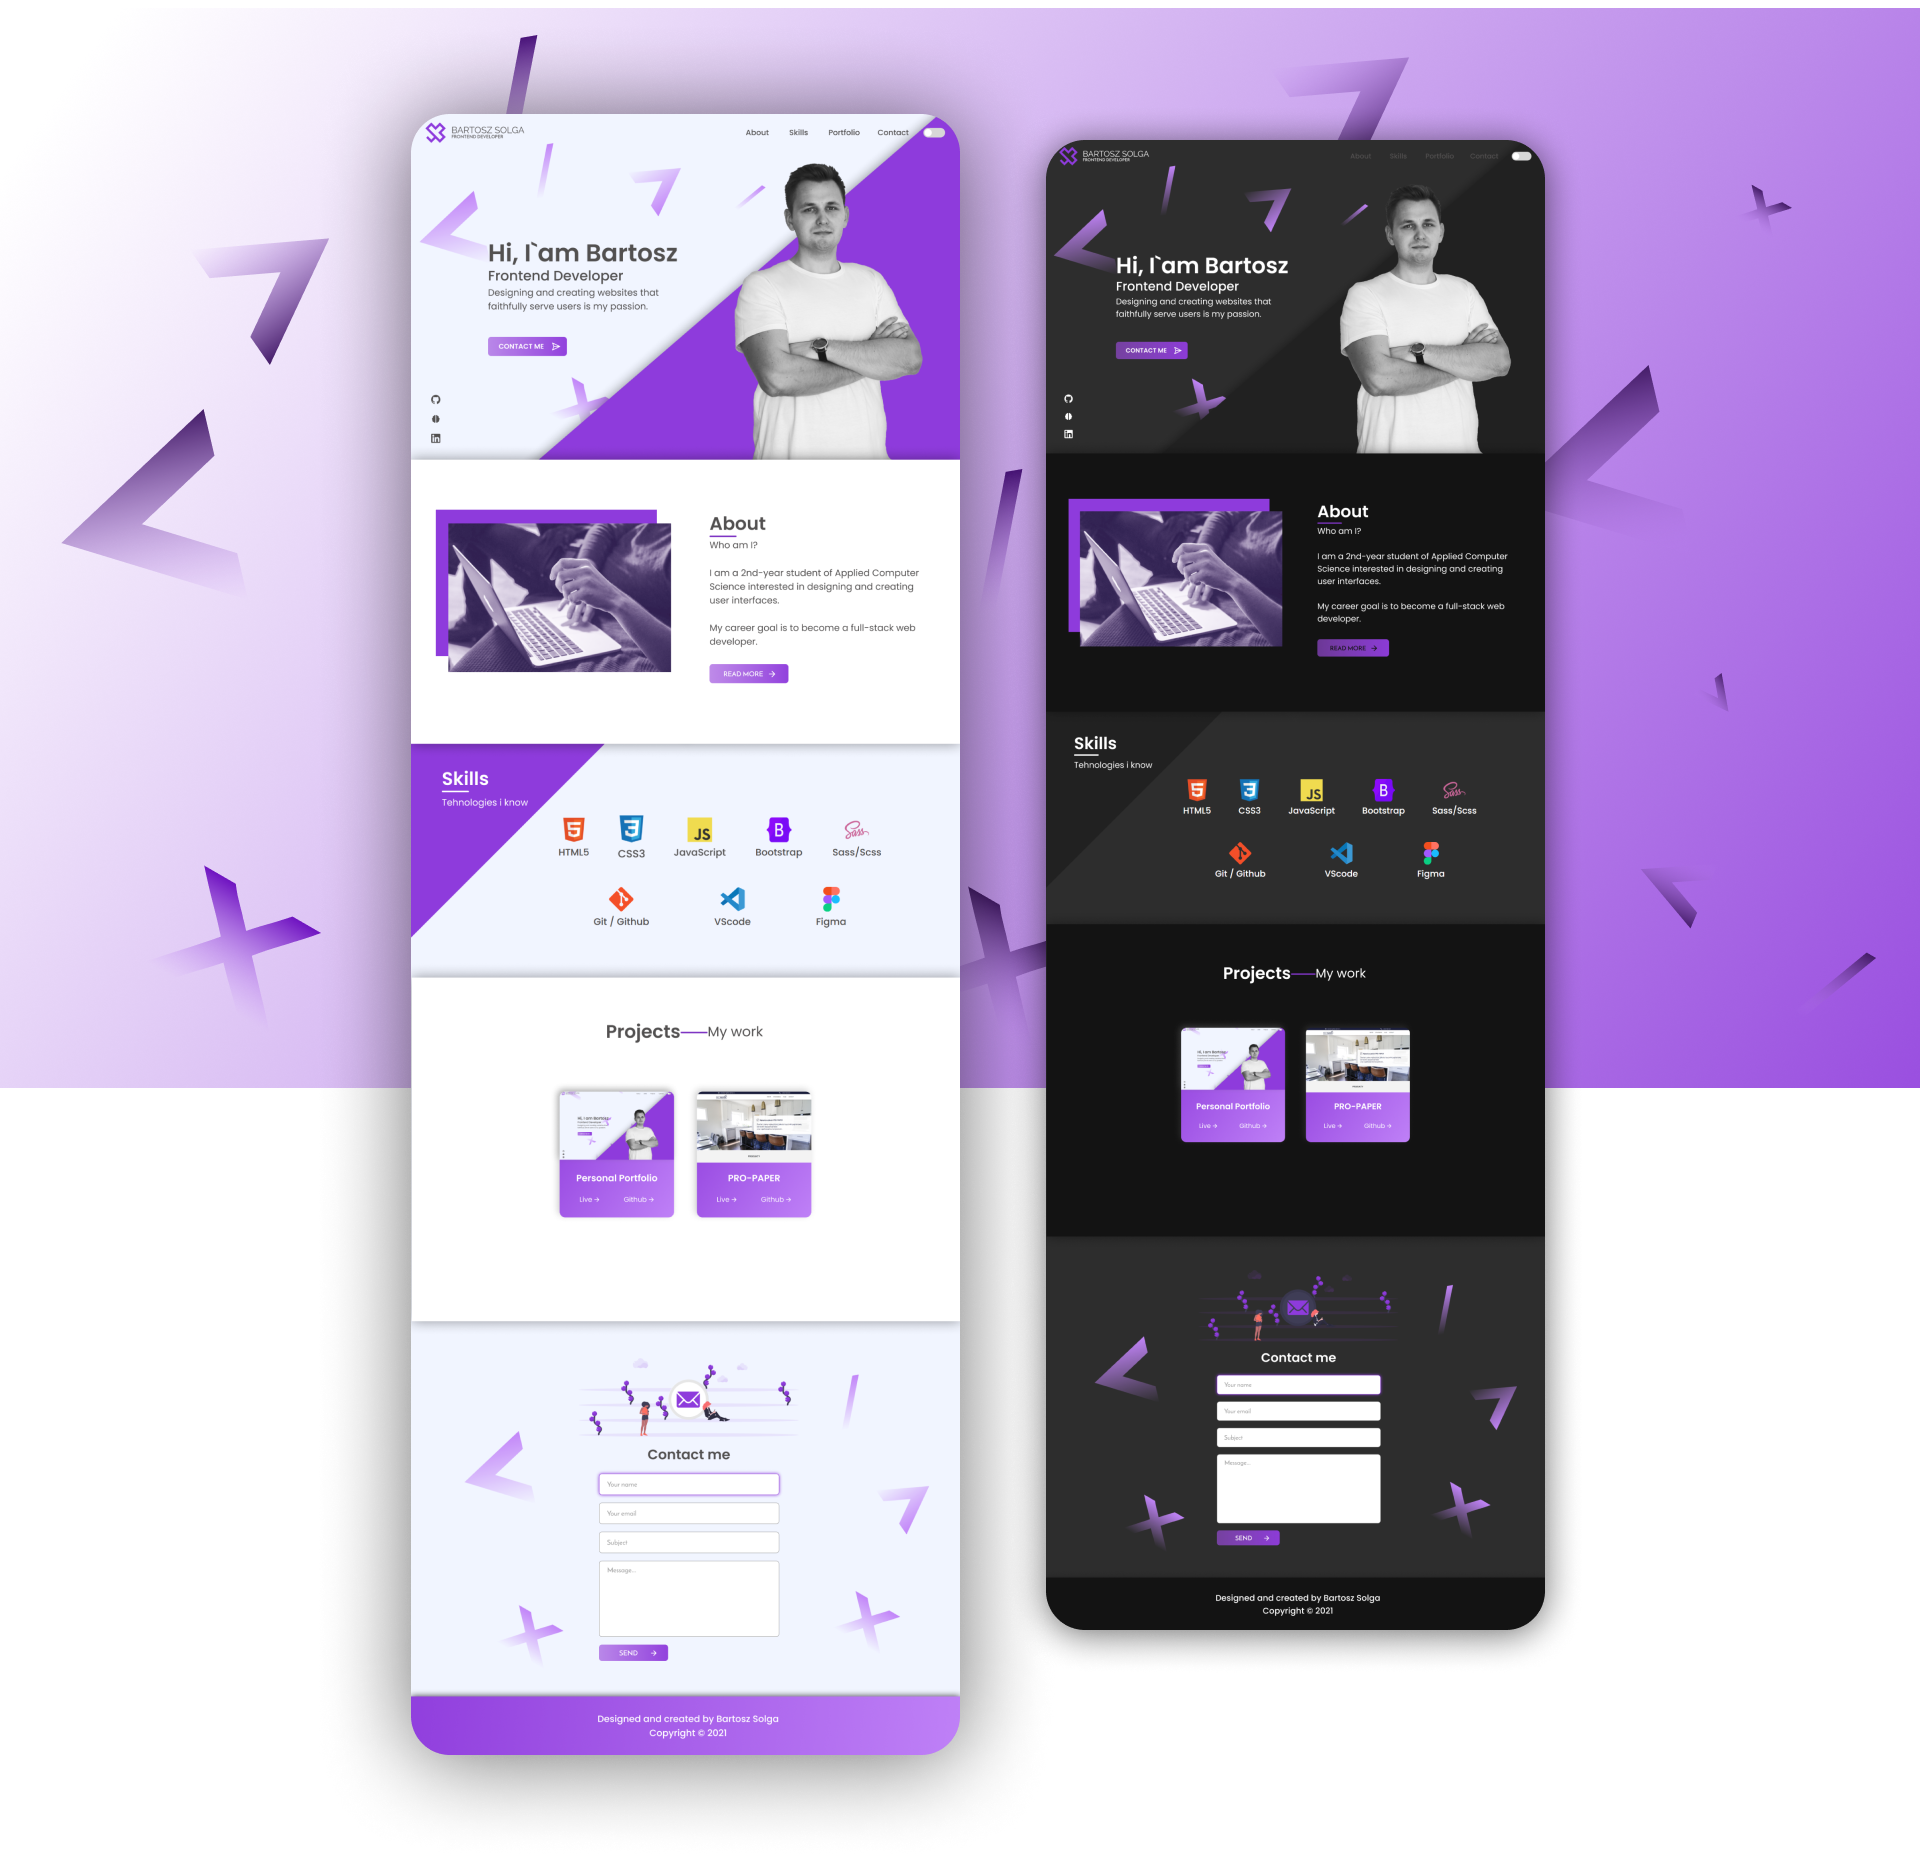 BARTOSZ SOLGA
FRONTEND DEVELOPER
About Skills Portfolio Contact
Hi, I`am Bartosz
Frontend Developer
Designing and creating websites that
faithfully serve users is my passion.
CONTACT ME
About
Who am I?
I am a 2nd-year student of Applied Computer
Science interested in designing and creating
user interfaces.
My career goal is to become a full-stack web
developer.
READ MORE
Skills
Tehnologies i know
HTML5 CSS3 JavaScript Bootstrap Sass/Scss
Git / Github VScode Figma
Projects My work
Hi, I am Bartosz
Personal Portfolio
Live → Github →
PRO-PAPER
Live → Github →
Contact me
Your name
Your email
Subject
Message...
SEND
Designed and created by Bartosz Solga
Copyright © 2021
BARTOSZ SOLGA
FRONTEND DEVELOPER
About Skills Portfolio Contact
Hi, I`am Bartosz
Frontend Developer
Designing and creating websites that
faithfully serve users is my passion.
CONTACT ME
About
Who am I?
I am a 2nd-year student of Applied Computer
Science interested in designing and creating
user interfaces.
My career goal is to become a full-stack web
developer.
READ MORE
Skills
Tehnologies i know
HTML5 CSS3 JavaScript Bootstrap Sass/Scss
Git / Github VScode Figma
Projects My work
Personal Portfolio
Live → Github →
PRO-PAPER
Live → Github →
Contact me
Your name
Your email
Subject
Message...
SEND
Designed and created by Bartosz Solga
Copyright © 2021